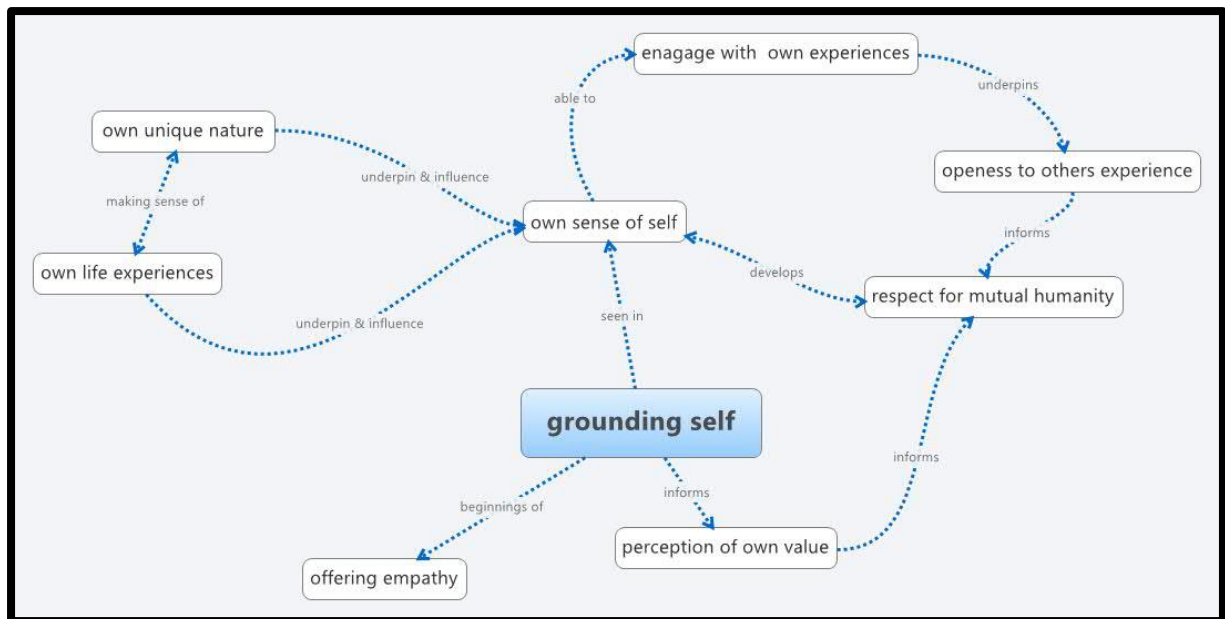 enagage with own experiences
underpins
able to
own unique nature
underpin & influence
openess to others experience
making sense of
own sense of self
informs
own life experiences
develops
respect for mutual humanity
underpin & influence
seen in
grounding self
informs
beginnings of
informs
perception of own value
offering empathy